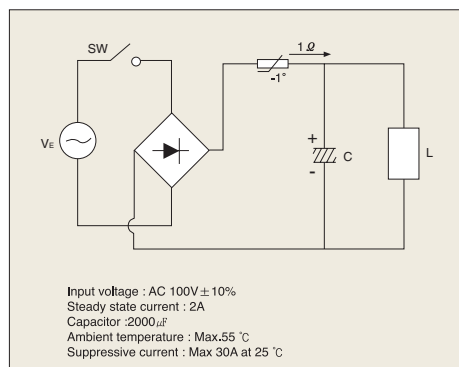 SW
1Ω
-1°
VE
+
C
-
L
Input voltage : AC 100V±10%
Steady state current : 2A
Capacitor :2000μF
Ambient temperature : Max.55 °C
Suppressive current : Max 30A at 25 °C